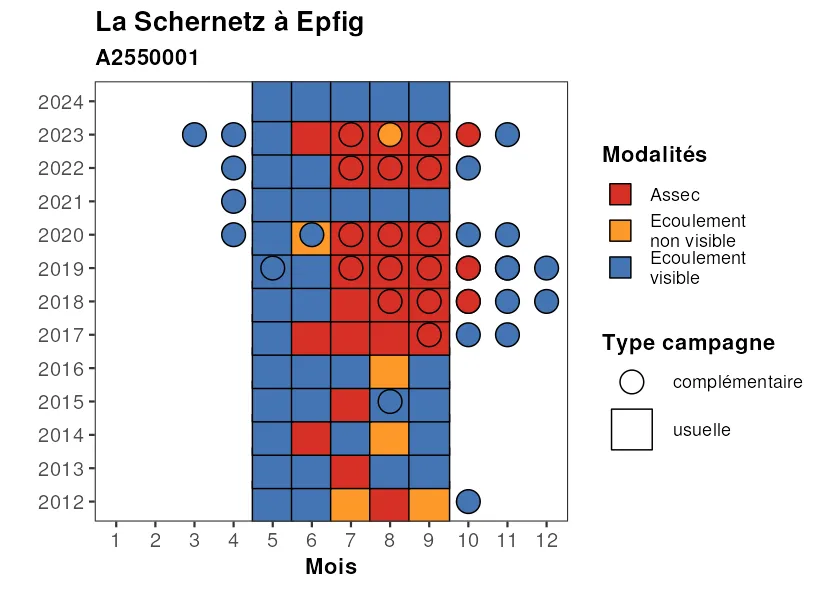 La Schernetz à Epfig
A2550001
2024
2023
2022
2021
2020
2019
2018
2017
2016
2015
2014
2013
2012
1 2 3 4 5 6 7 8 9 10 11 12
Mois
Modalités
Assec
Ecoulement
non visible
Ecoulement
visible
Type campagne
complémentaire
usuelle